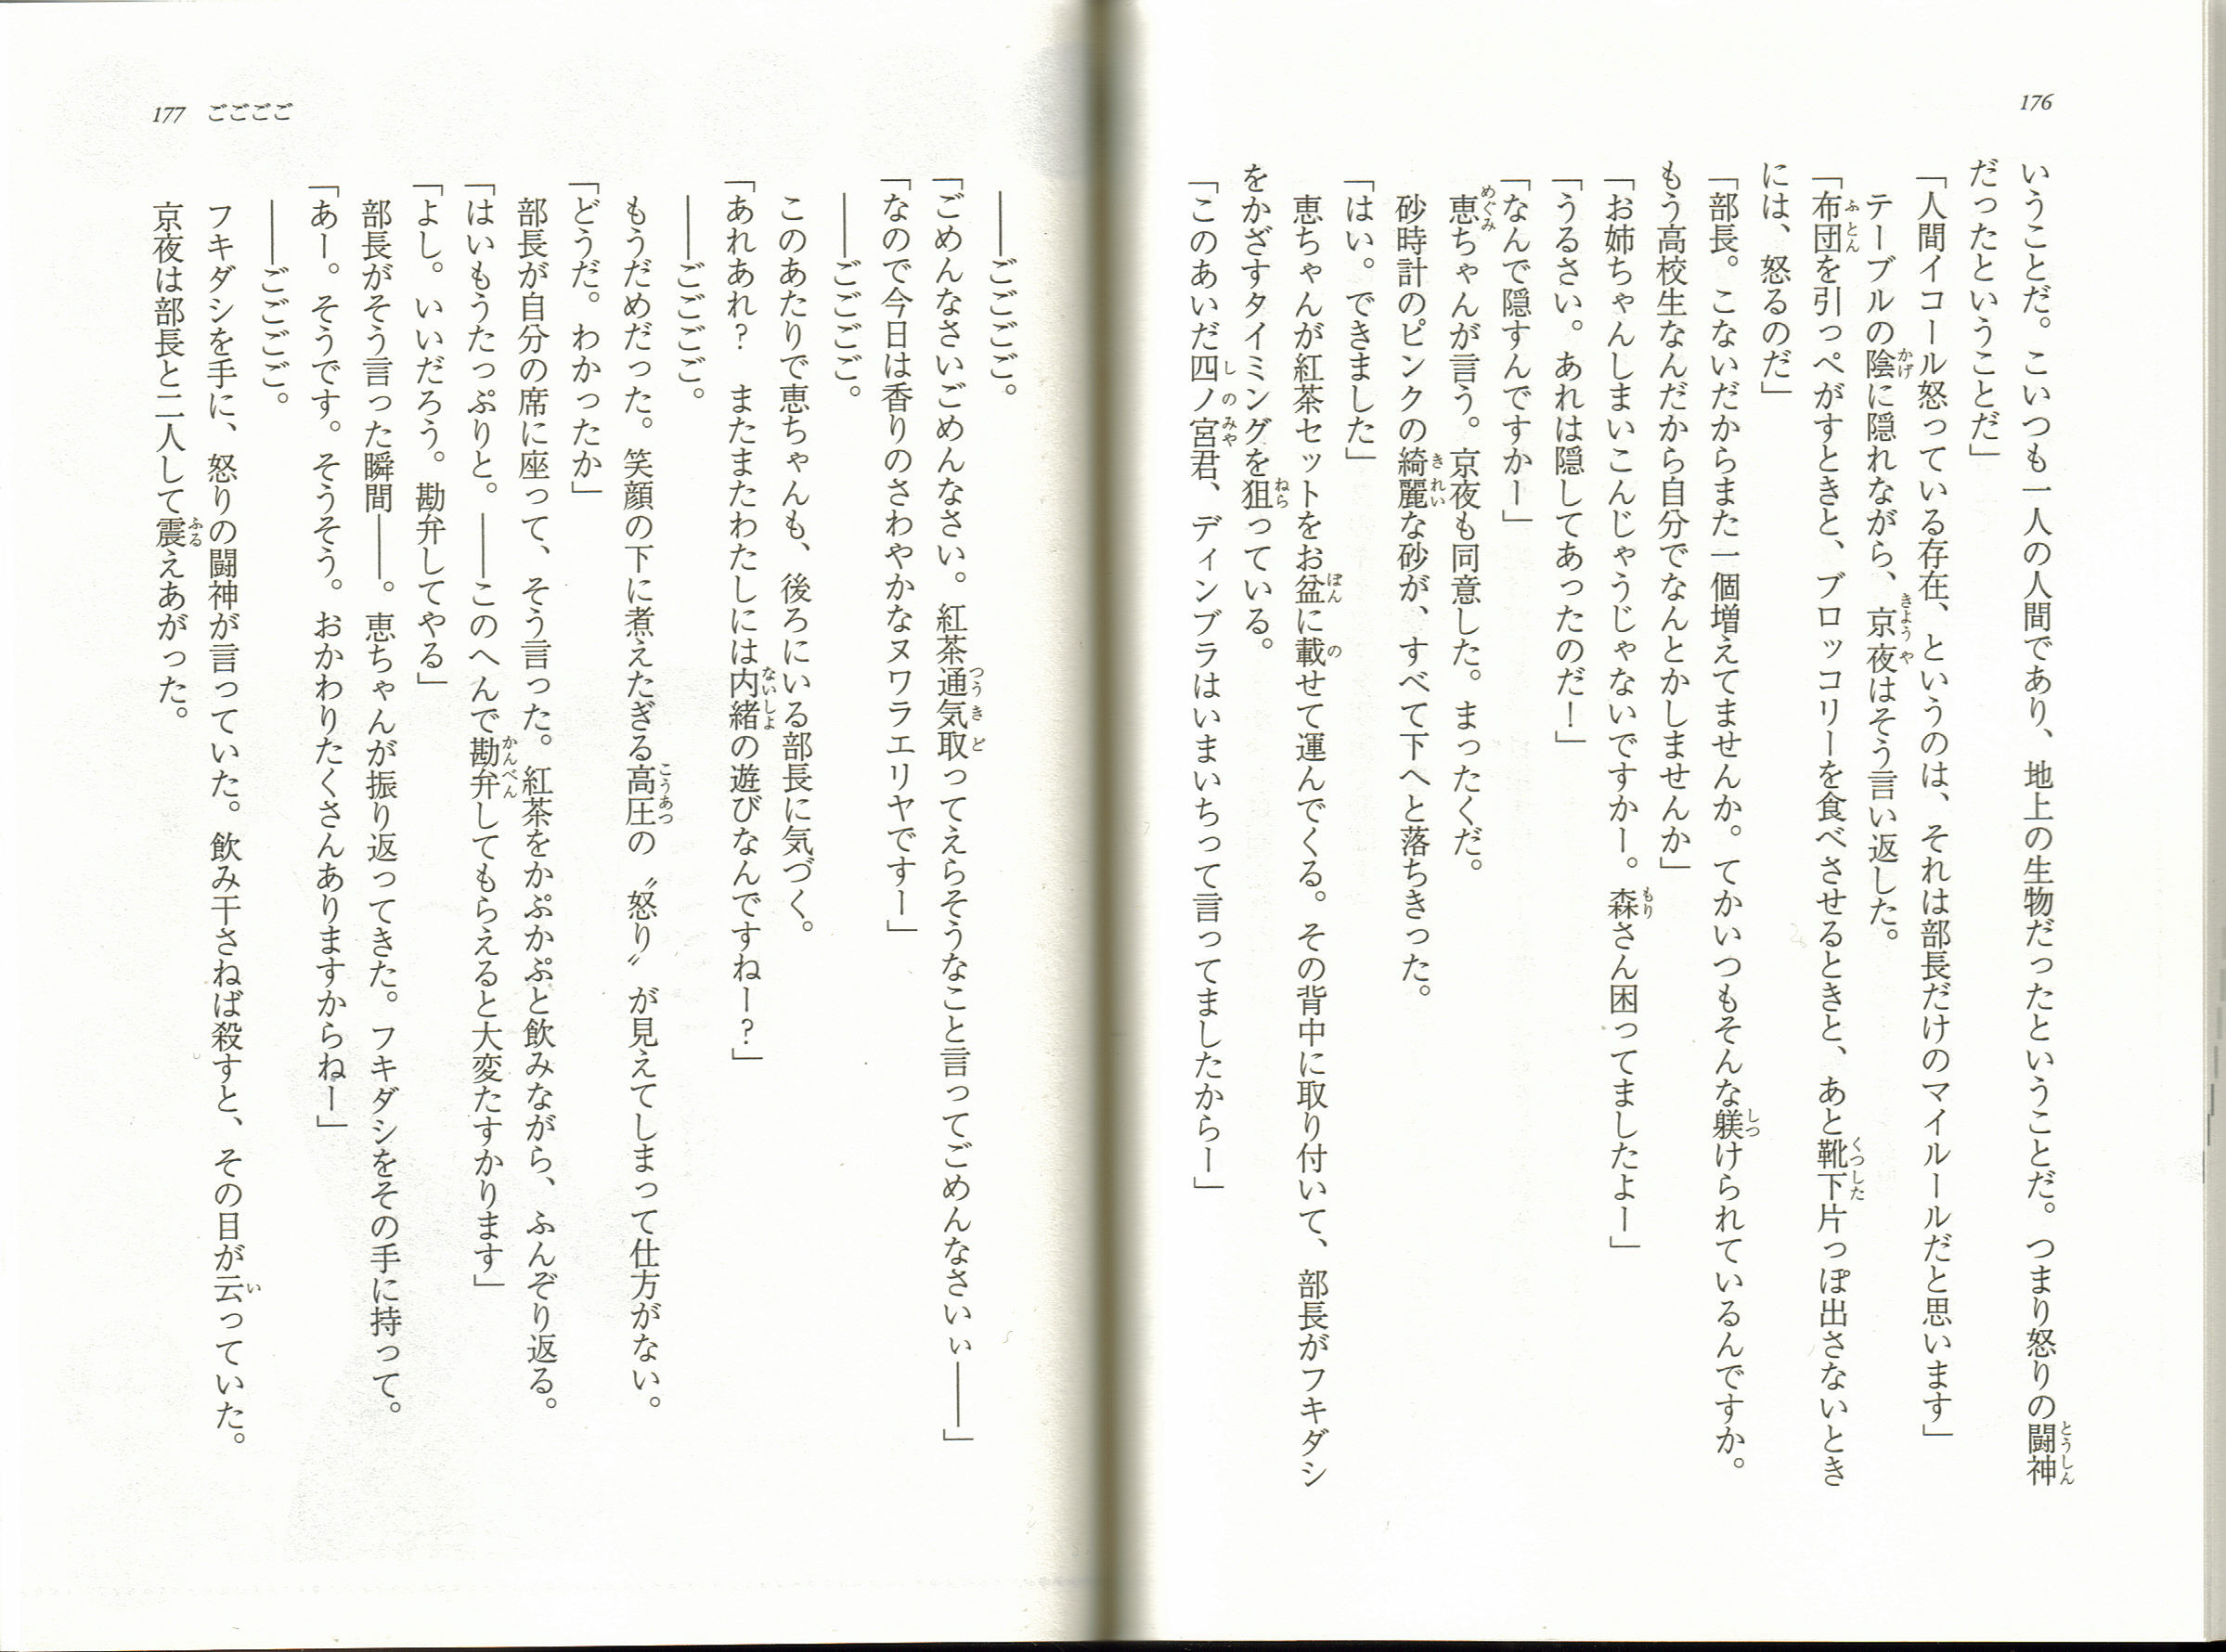 176
いうことだ。こいつも一人の人間であり、地上の生物だったということだ。つまり怒りの闘神
だったということだ」
「人間イコール怒っている存在、というのは、それは部長だけのマイルールだと思います」
テーブルの陰に隠れながら、京夜はそう言い返した。
「布団を引っぺがすときと、ブロッコリーを食べさせるときと、あと靴下片っぽ出さないとき
には、怒るのだ」
「部長。こないだからまた一個増えてませんか。てかいつもそんな躾けられているんですか。
もう高校生なんだから自分でなんとかしませんか」
「お姉ちゃんしまいこんじゃうじゃないですかー。森さん困ってましたよー」
「うるさい。あれは隠してあったのだ！」
「なんで隠すんですかー」
恵ちゃんが言う。京夜も同意した。まったくだ。
砂時計のピンクの綺麗な砂が、すべて下へと落ちきった。
「はい。できました」
恵ちゃんが紅茶セットをお盆に載せて運んでくる。その背中に取り付いて、部長がフキダシ
をかざすタイミングを狙っている。
「このあいだ四ノ宮君、ディンブラはいまいちって言ってましたからー」
177 ごごごご
――ごごごご。
「ごめんなさいごめんなさい。紅茶通気取ってえらそうなこと言ってごめんなさいぃ――」
「なので今日は香りのさわやかなヌワラエリヤですー」
――ごごごご。
このあたりで恵ちゃんも、後ろにいる部長に気づく。
「あれあれ？　またまたわたしには内緒の遊びなんですねー？」
――ごごごご。
もうだめだった。笑顔の下に煮えたぎる高圧の〝怒り〟が見えてしまって仕方がない。
「どうだ。わかったか」
部長が自分の席に座って、そう言った。紅茶をかぷかぷと飲みながら、ふんぞり返る。
「はいもうたっぷりと。――このへんで勘弁してもらえると大変たすかります」
「よし。いいだろう。勘弁してやる」
部長がそう言った瞬間――。恵ちゃんが振り返ってきた。フキダシをその手に持って。
「あー。そうです。そうそう。おかわりたくさんありますからねー」
――ごごごご。
フキダシを手に、怒りの闘神が言っていた。飲み干さねば殺すと、その目が云っていた。
京夜は部長と二人して震えあがった。